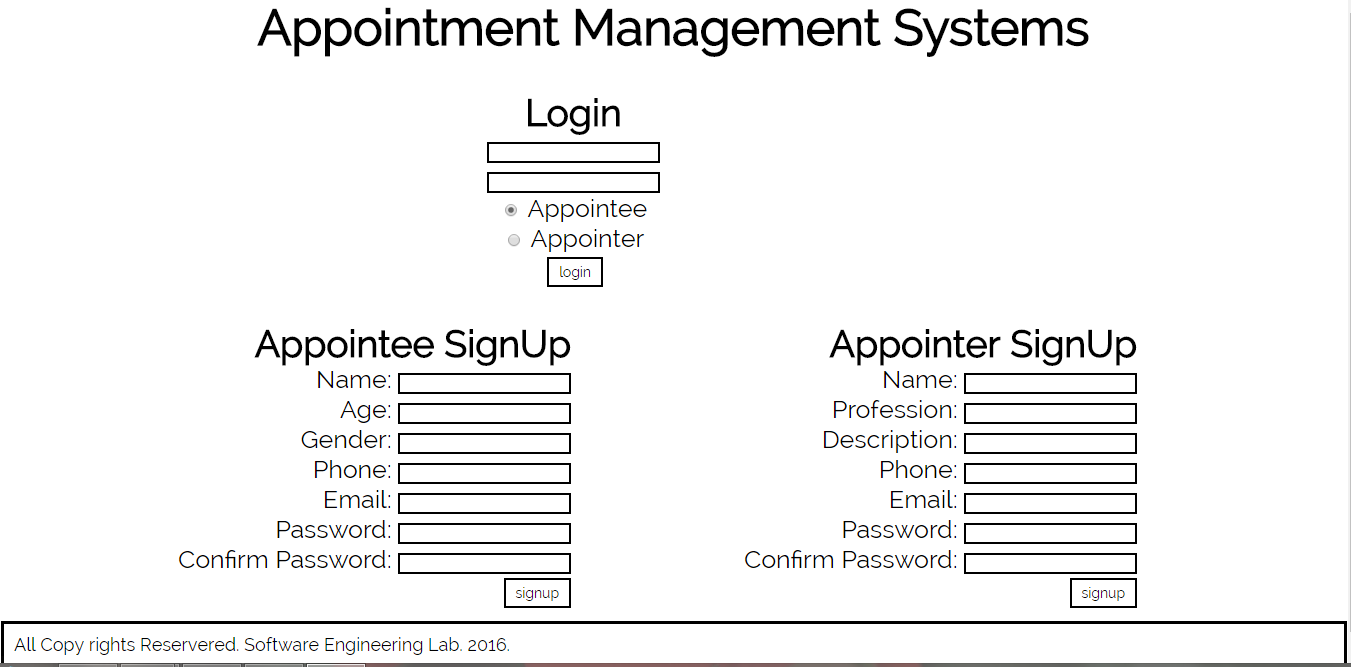 Appointment Management Systems
Login
Appointee
Appointer
login
Appointee SignUp
Name:
Age:
Gender:
Phone:
Email:
Password:
Confirm Password:
signup
Appointer SignUp
Name:
Profession:
Description:
Phone:
Email:
Password:
Confirm Password:
signup
All Copy rights Reservered. Software Engineering Lab. 2016.